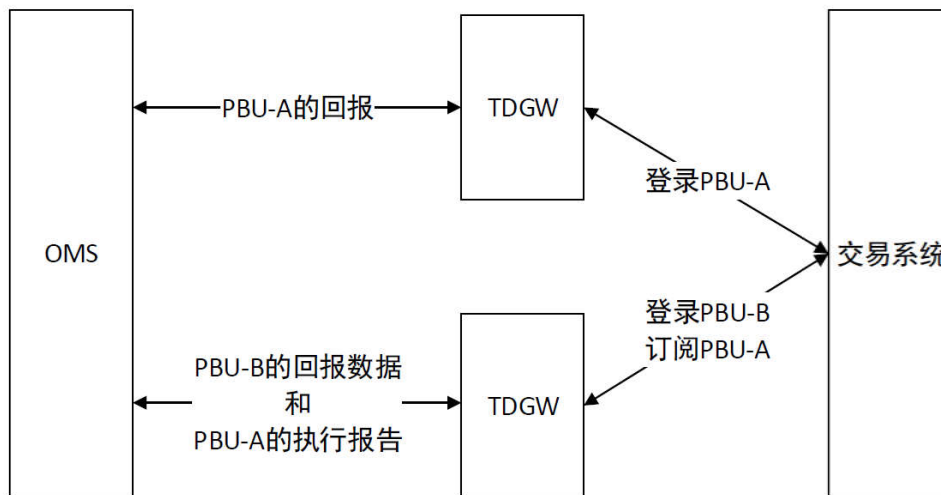 PBU-A的回报
TDGW
登录PBU-A
OMS
交易系统
登录PBU-B
订阅PBU-A
PBU-B的回报数据
和
PBU-A的执行报告
TDGW